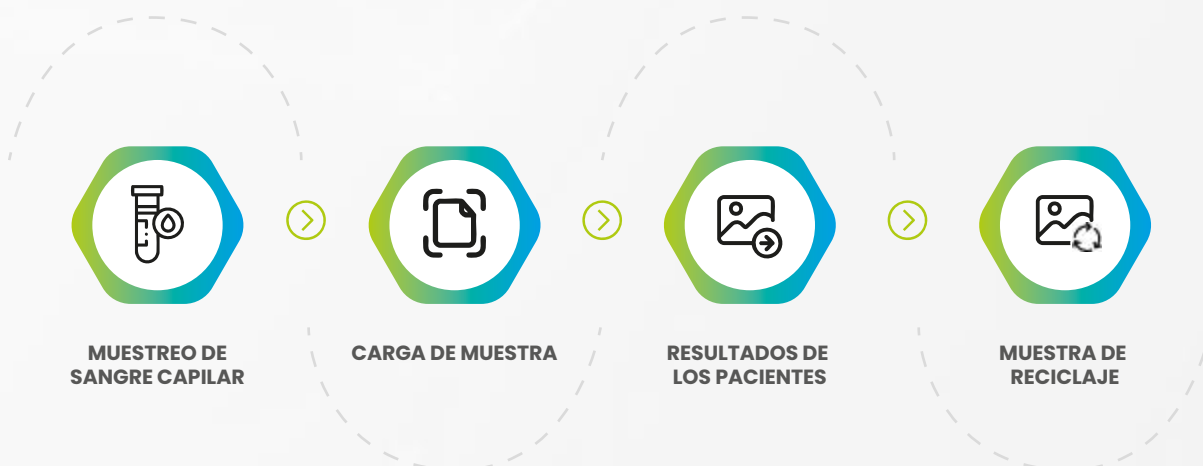 MUESTREO DE
SANGRE CAPILAR
CARGA DE MUESTRA
RESULTADOS DE
LOS PACIENTES
MUESTRA DE
RECICLAJE